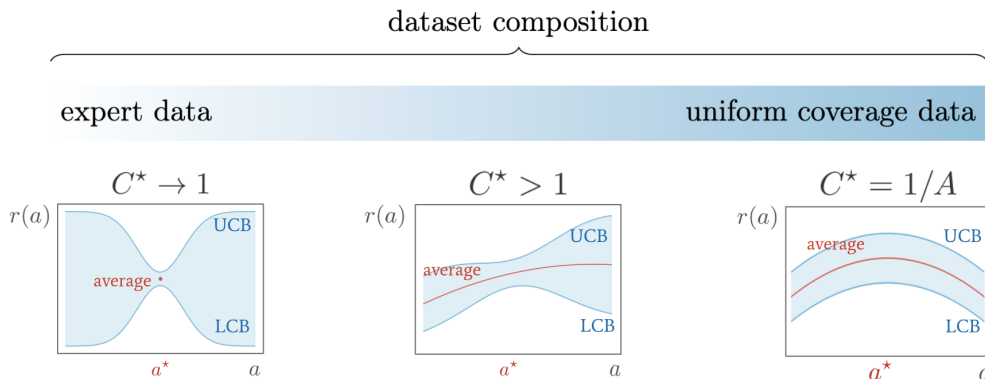 dataset composition
expert data
uniform coverage data
C⋆ → 1
C⋆ > 1
C⋆ = 1/A
r(a)
UCB
average
LCB
a⋆
a
r(a)
UCB
average
LCB
a⋆
a
r(a)
UCB
average
LCB
a⋆
a